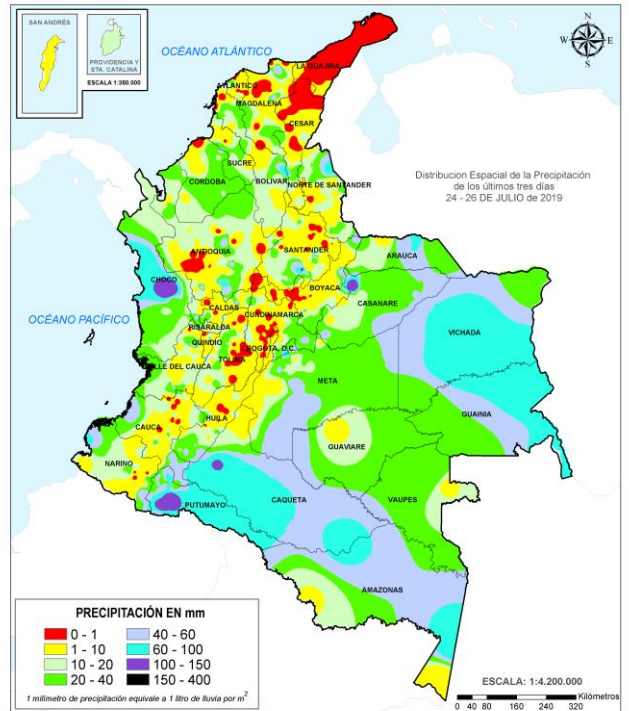 SAN ANDRÉS
PROVIDENCIA Y
STA. CATALINA
ESCALA 1:350.000
OCÉANO ATLÁNTICO
N
W E
S
LA GUAJIRA
ATLANTICO
MAGDALENA
CESAR
SUCRE
CORDOBA
BOLIVAR
NORTE DE SANTANDER
Distribucion Espacial de la Precipitación
de los últimos tres días
24 - 26 DE JULIO de 2019
ANTIOQUIA
SANTANDER
ARAUCA
CHOCO
BOYACA
CASANARE
CALDAS
CUNDINAMARCA
OCÉANO PACÍFICO
RISARALDA
VICHADA
QUINDIO
BOGOTA, D.C.
TOLIMA
VALLE DEL CAUCA
META
GUAINIA
HUILA
CAUCA
GUAVIARE
NARINO
CAQUETA
VAUPES
PUTUMAYO
AMAZONAS
PRECIPITACIÓN EN mm
0 - 1 40 - 60
1 - 10 60 - 100
10 - 20 100 - 150
20 - 40 150 - 400
1 milimetro de precipitación equivale a 1 litro de lluvia por m²
ESCALA: 1:4.200.000
Kilómetros
0 40 80 160 240 320